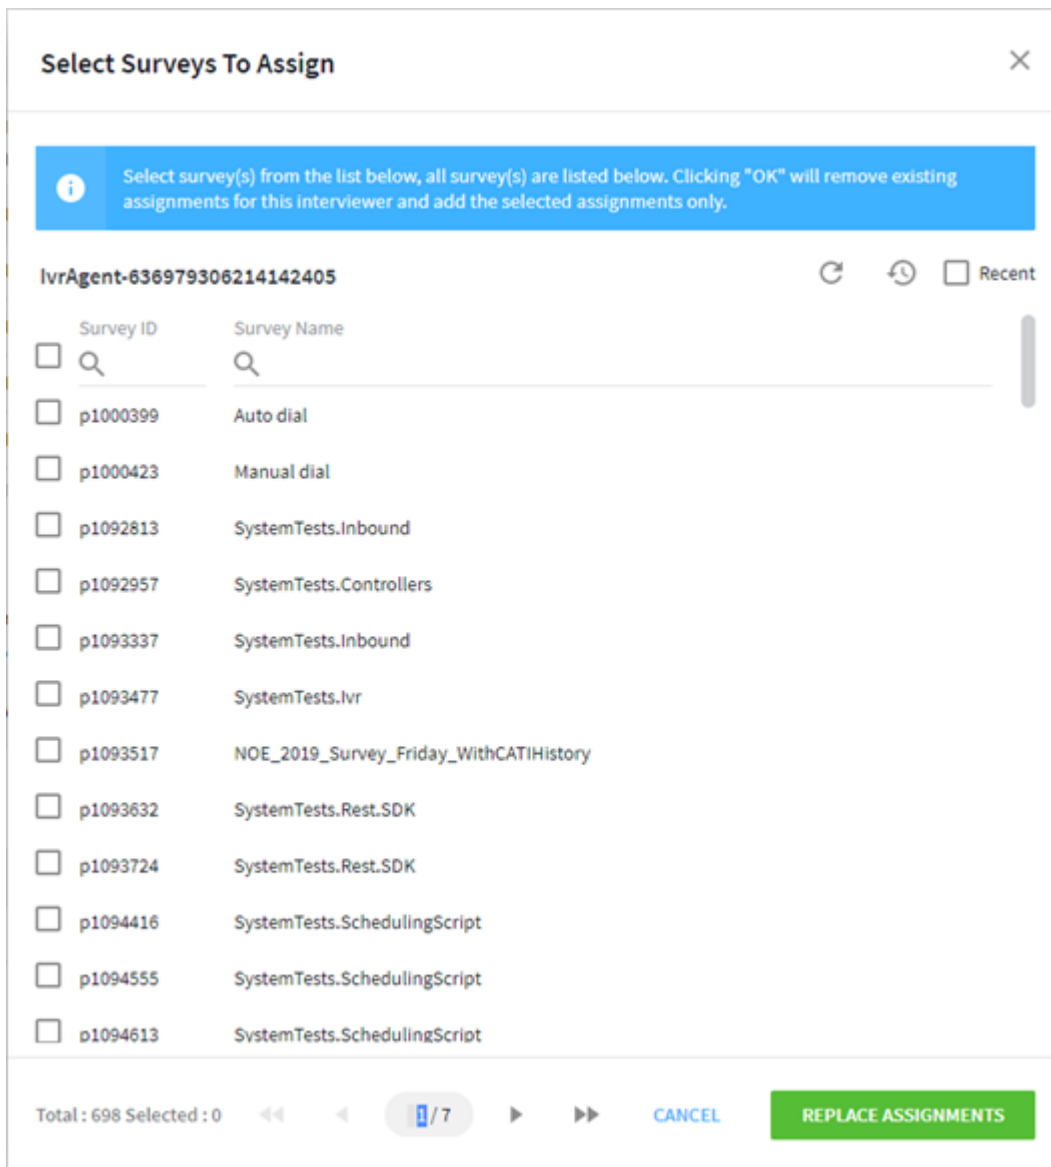 Select Surveys To Assign
Select survey(s) from the list below, all survey(s) are listed below. Clicking "OK" will remove existing
assignments for this interviewer and add the selected assignments only.
IvrAgent-636979306214142405 Recent
Survey ID Survey Name
p1000399 Auto dial
p1000423 Manual dial
p1092813 SystemTests.Inbound
p1092957 SystemTests.Controllers
p1093337 SystemTests.Inbound
p1093477 SystemTests.Ivr
p1093517 NOE_2019_Survey_Friday_WithCATIHistory
p1093632 SystemTests.Rest.SDK
p1093724 SystemTests.Rest.SDK
p1094416 SystemTests.SchedulingScript
p1094555 SystemTests.SchedulingScript
p1094613 SystemTests.SchedulingScript
Total : 698 Selected : 0 1 / 7 CANCEL REPLACE ASSIGNMENTS